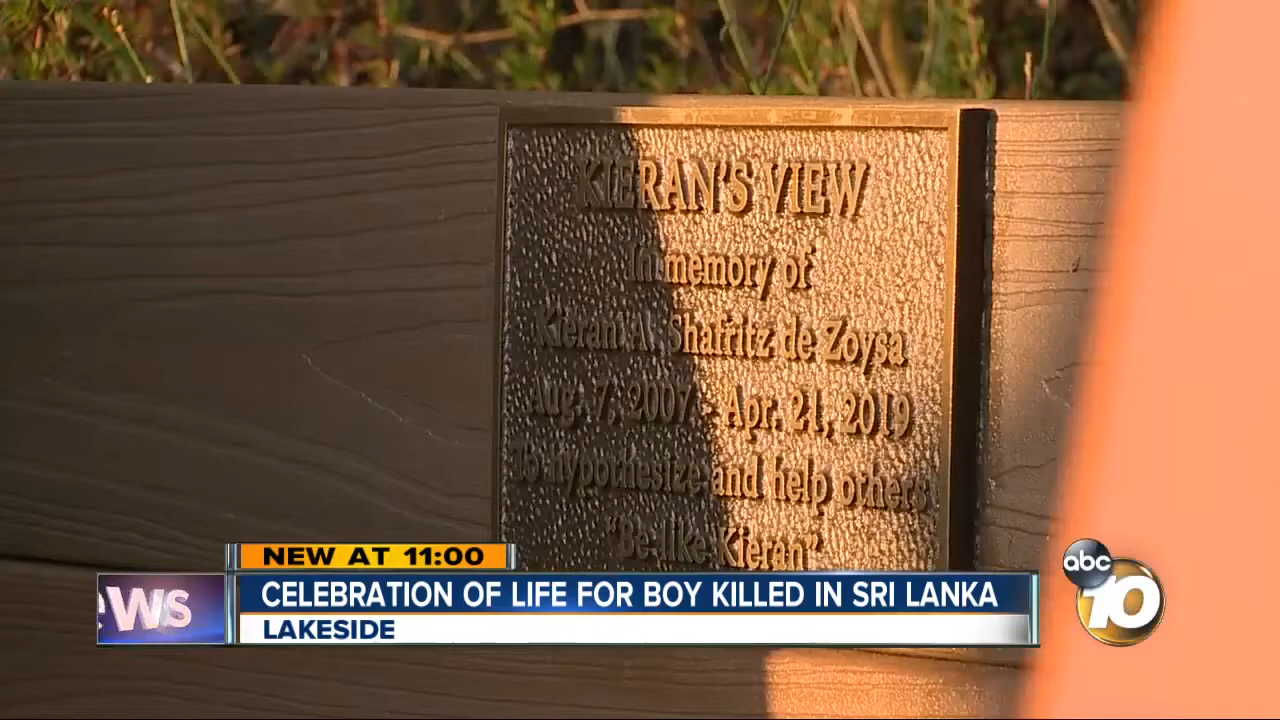 KIERAN'S VIEW
In memory of
Kieran A. Shafritz de Zoysa
Aug. 7, 2007 - Apr. 21, 2019
To hypothesize and help others
"Be like Kieran"
NEW AT 11:00
CELEBRATION OF LIFE FOR BOY KILLED IN SRI LANKA
LAKESIDE
eWS
abc
10